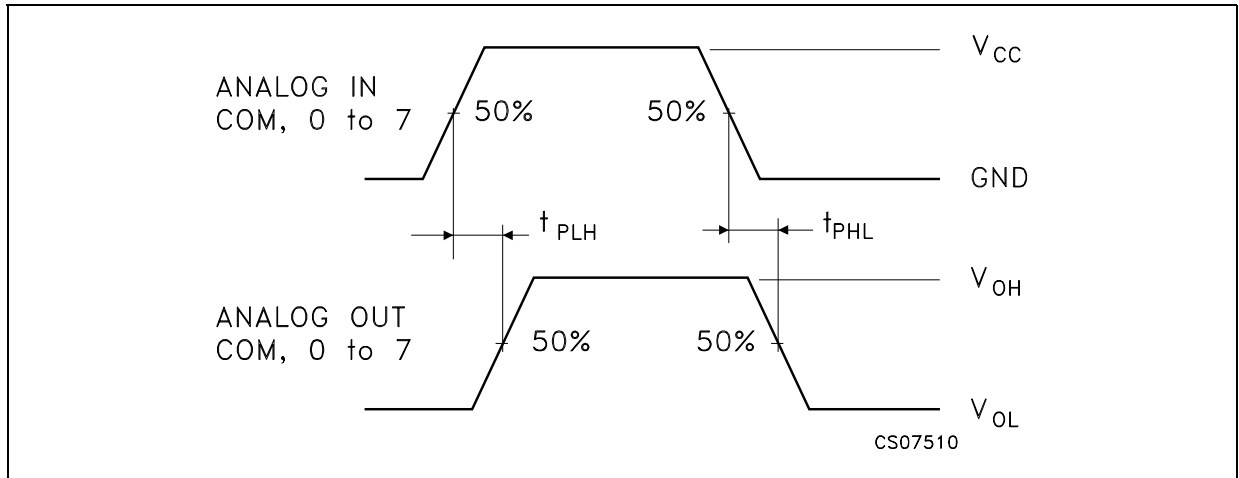 V_CC
ANALOG IN
COM, 0 to 7
50%
50%
GND
t_PLH
t_PHL
V_OH
ANALOG OUT
COM, 0 to 7
50%
50%
V_OL
CS07510